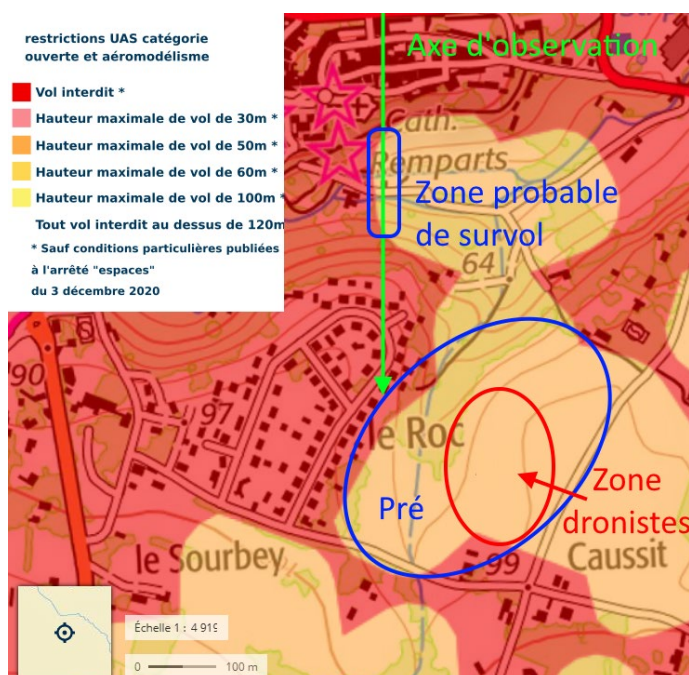 restrictions UAS catégorie
ouverte et aéromodélisme
Vol interdit *
Hauteur maximale de vol de 30m *
Hauteur maximale de vol de 50m *
Hauteur maximale de vol de 60m *
Hauteur maximale de vol de 100m *
Tout vol interdit au dessus de 120m
* Sauf conditions particulières publiées
à l'arrêté "espaces"
du 3 décembre 2020
Axe d'observation
Cath.
Remparts
Zone probable
de survol
64
90
97
le Roc
Pré
Zone
dronistes
le Sourbey
99
Caussit
Échelle 1 : 4 919
0
100 m